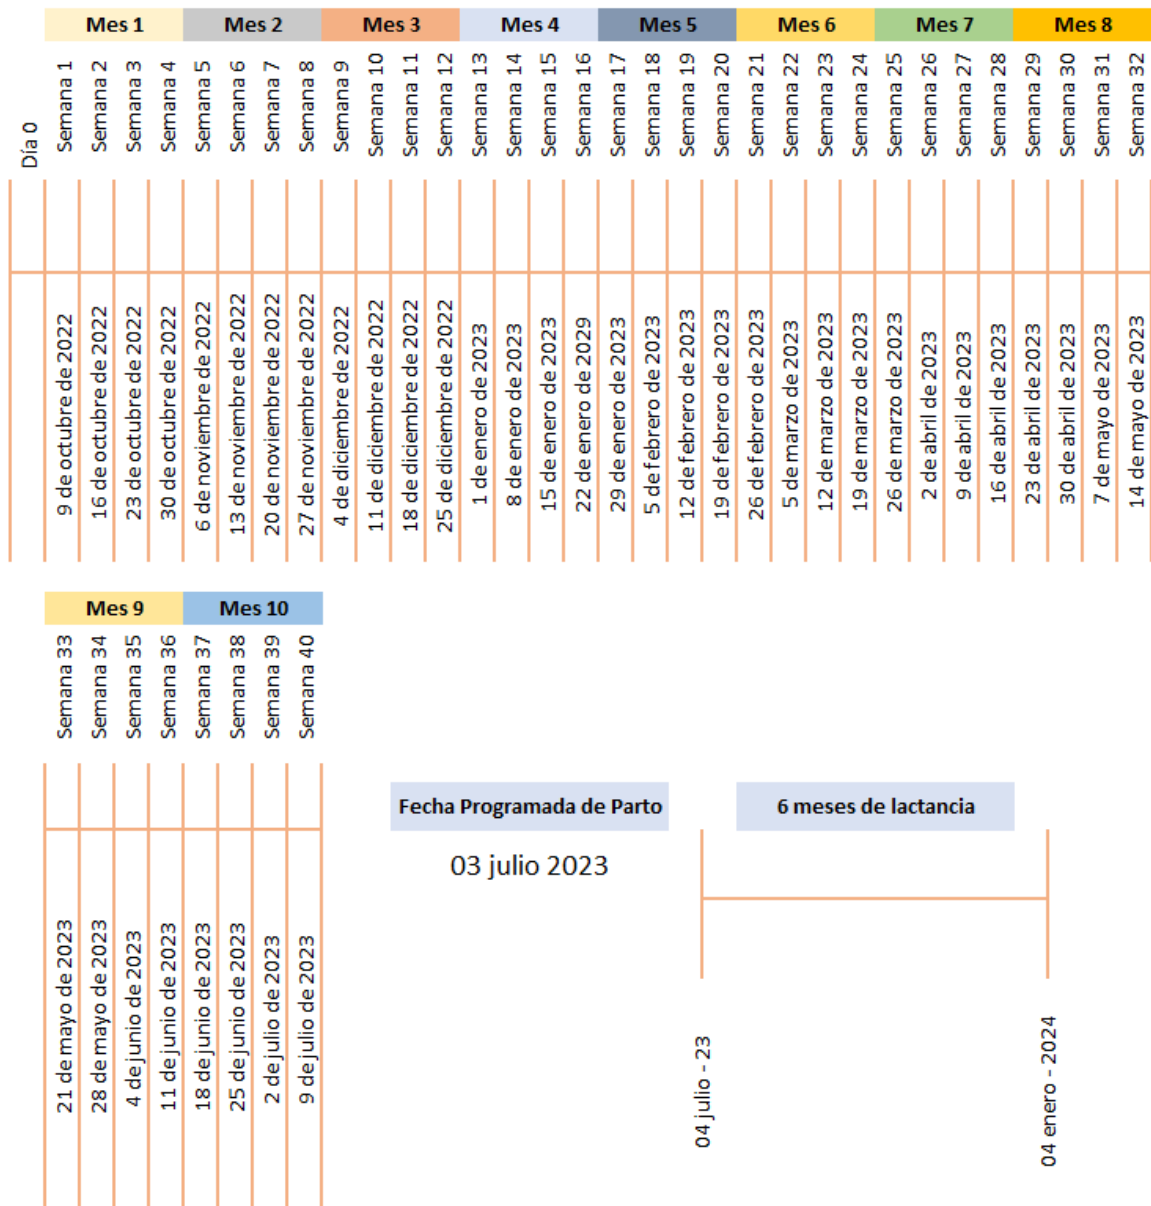 Mes 1 Mes 2 Mes 3 Mes 4 Mes 5 Mes 6 Mes 7 Mes 8
Día 0
Semana 1
Semana 2
Semana 3
Semana 4
Semana 5
Semana 6
Semana 7
Semana 8
Semana 9
Semana 10
Semana 11
Semana 12
Semana 13
Semana 14
Semana 15
Semana 16
Semana 17
Semana 18
Semana 19
Semana 20
Semana 21
Semana 22
Semana 23
Semana 24
Semana 25
Semana 26
Semana 27
Semana 28
Semana 29
Semana 30
Semana 31
Semana 32
9 de octubre de 2022
16 de octubre de 2022
23 de octubre de 2022
30 de octubre de 2022
6 de noviembre de 2022
13 de noviembre de 2022
20 de noviembre de 2022
27 de noviembre de 2022
4 de diciembre de 2022
11 de diciembre de 2022
18 de diciembre de 2022
25 de diciembre de 2022
1 de enero de 2023
8 de enero de 2023
15 de enero de 2023
22 de enero de 2029
29 de enero de 2023
5 de febrero de 2023
12 de febrero de 2023
19 de febrero de 2023
26 de febrero de 2023
5 de marzo de 2023
12 de marzo de 2023
19 de marzo de 2023
26 de marzo de 2023
2 de abril de 2023
9 de abril de 2023
16 de abril de 2023
23 de abril de 2023
30 de abril de 2023
7 de mayo de 2023
14 de mayo de 2023
Mes 9 Mes 10
Semana 33
Semana 34
Semana 35
Semana 36
Semana 37
Semana 38
Semana 39
Semana 40
21 de mayo de 2023
28 de mayo de 2023
4 de junio de 2023
11 de junio de 2023
18 de junio de 2023
25 de junio de 2023
2 de julio de 2023
9 de julio de 2023
Fecha Programada de Parto
03 julio 2023
6 meses de lactancia
04 julio - 23
04 enero - 2024